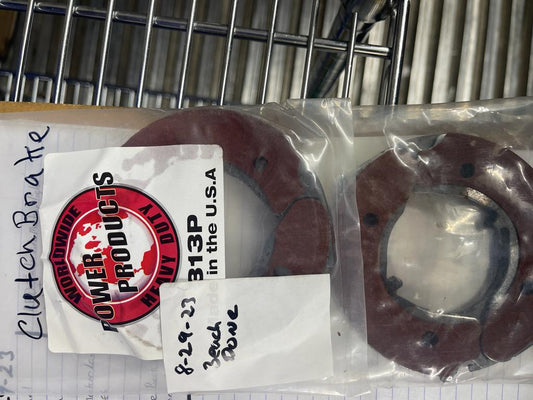 Clutch Brake
WORLDWIDE
POWER
PRODUCTS
HEAVY DUTY
313P
in the U.S.A
8-29-23
Bench
Done